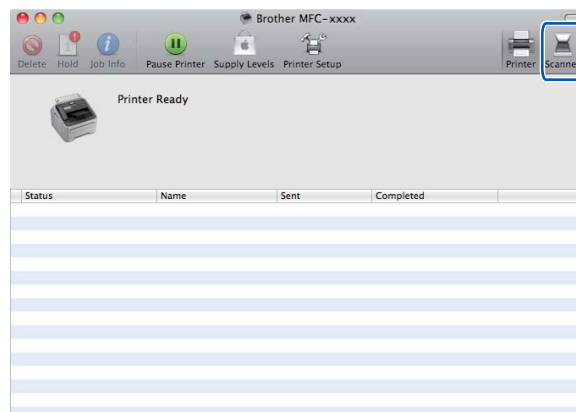 Brother MFC-xxxx
Delete Hold Job Info Pause Printer Supply Levels Printer Setup Printer Scanne
Printer Ready
Status Name Sent Completed